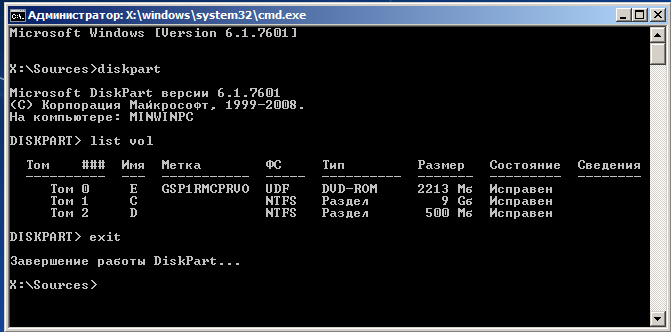 Администратор: X:\windows\system32\cmd.exe
Microsoft Windows [Version 6.1.7601]
X:\Sources>diskpart
Microsoft DiskPart версии 6.1.7601
(C) Корпорация Майкрософт, 1999-2008.
На компьютере: MINWINPC
DISKPART> list vol
Том ### Имя Метка ФС Тип Размер Состояние Сведения
---------- --- ----------- ----- ---------- ------- --------- --------
Том 0 E GSP1RMCPRVO UDF DVD-ROM 2213 Mб Исправен
Том 1 C NTFS Раздел 9 Gб Исправен
Том 2 D NTFS Раздел 500 Mб Исправен
DISKPART> exit
Завершение работы DiskPart...
X:\Sources>